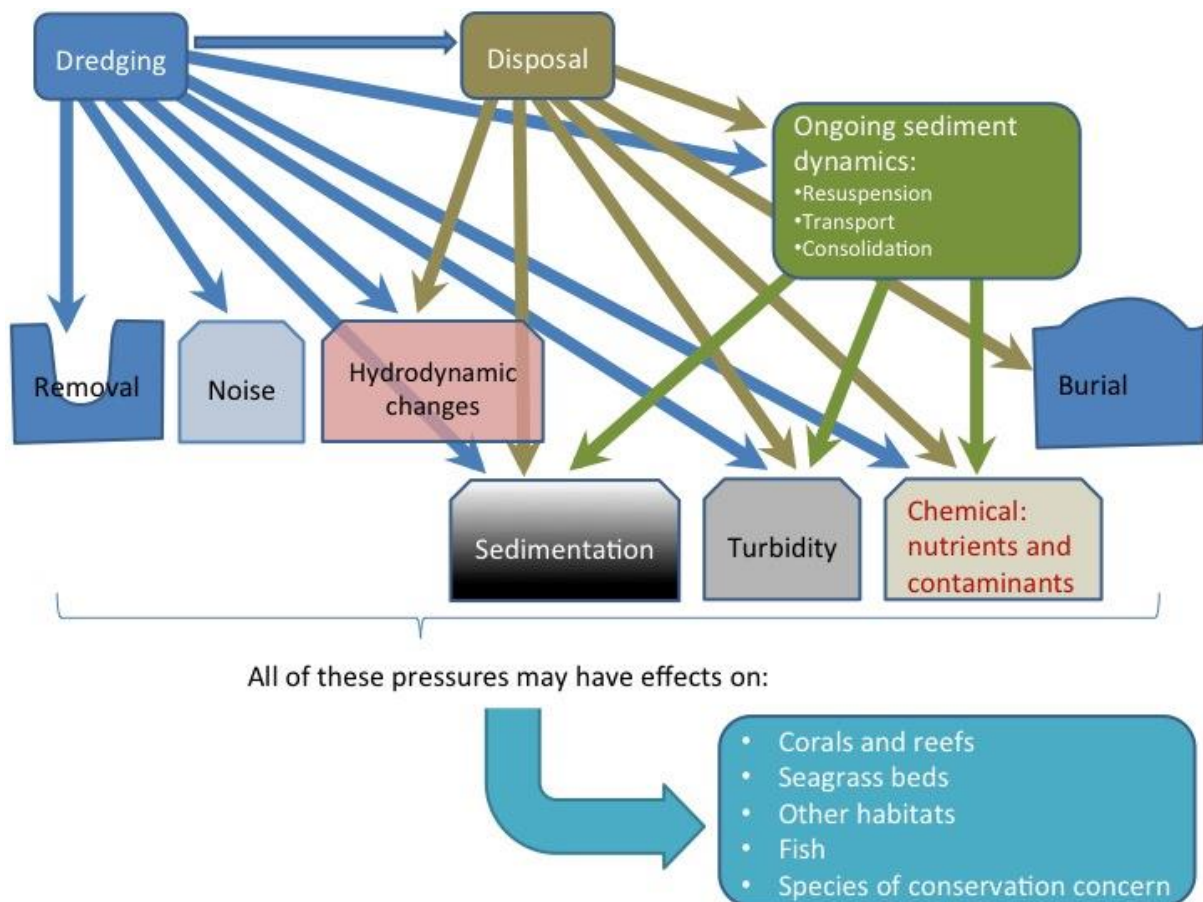 Dredging
Disposal
Ongoing sediment
dynamics:
•Resuspension
•Transport
•Consolidation
Removal
Noise
Hydrodynamic
changes
Burial
Sedimentation
Turbidity
Chemical:
nutrients and
contaminants
All of these pressures may have effects on:
• Corals and reefs
• Seagrass beds
• Other habitats
• Fish
• Species of conservation concern